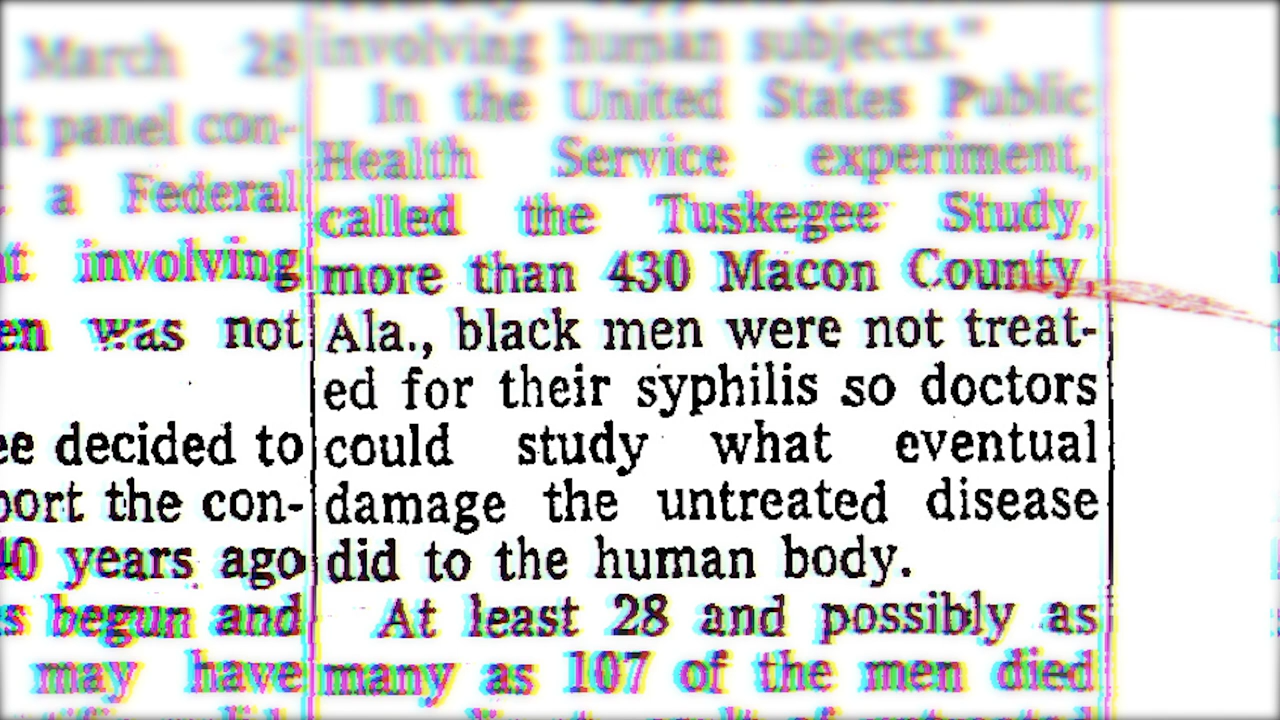 March 28
t panel con-
a Federal
t involving
en was not
ee decided to
port the con-
40 years ago
s begun and
may have
involving human subjects."
In the United States Public
Health Service experiment,
called the Tuskegee Study,
more than 430 Macon County,
Ala., black men were not treat-
ed for their syphilis so doctors
could study what eventual
damage the untreated disease
did to the human body.
At least 28 and possibly as
many as 107 of the men died